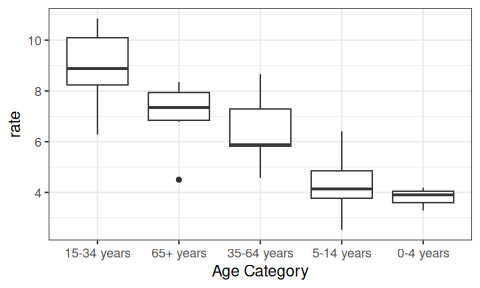 10
8
6
4
rate
15-34 years 65+ years 35-64 years 5-14 years 0-4 years
Age Category